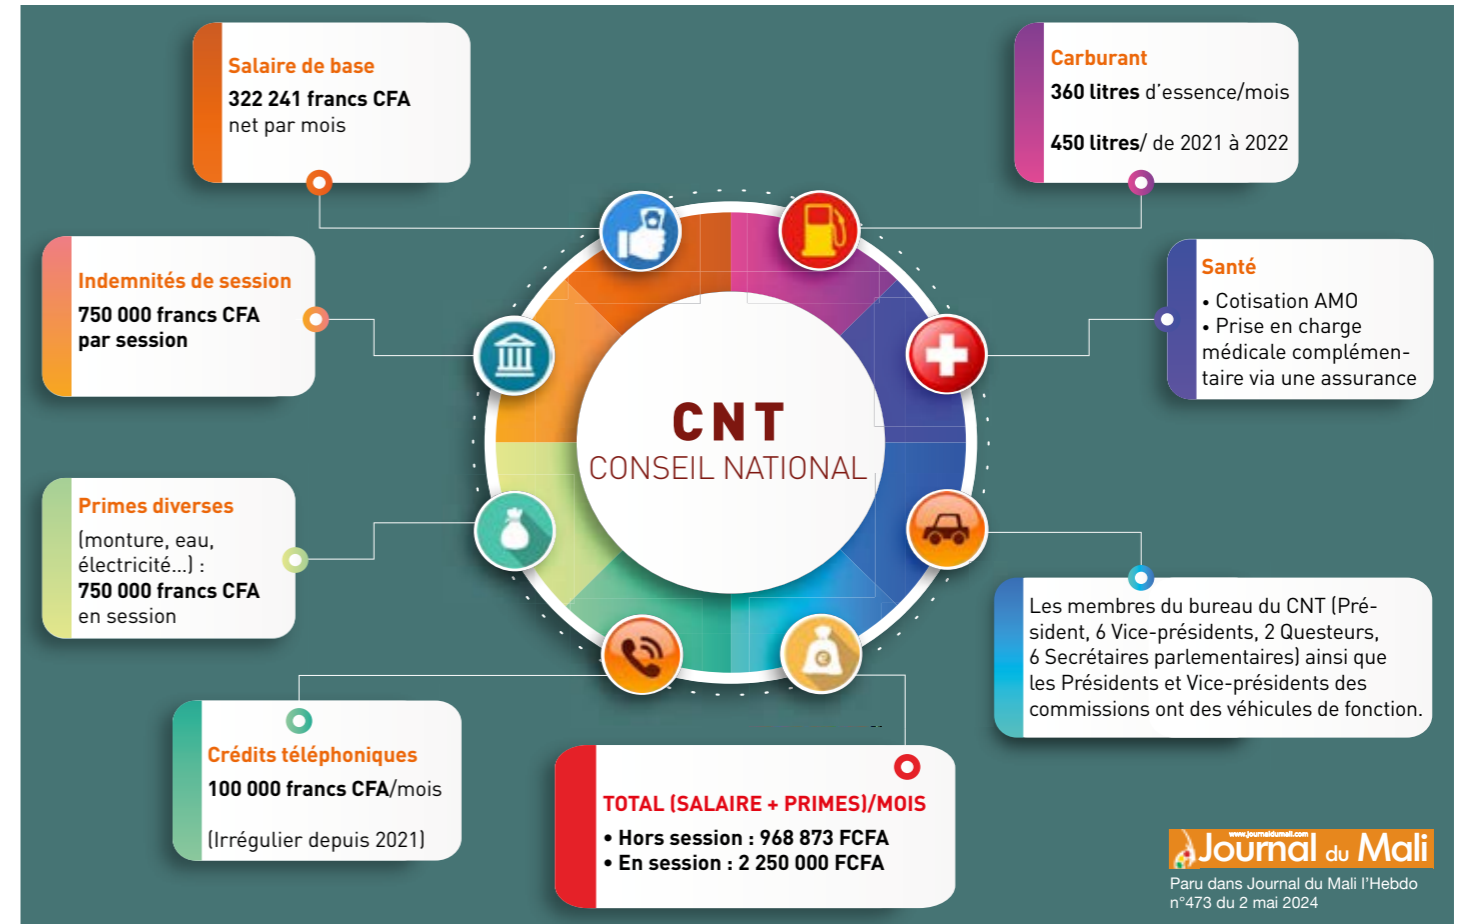 Salaire de base
322 241 francs CFA
net par mois
Carburant
360 litres d'essence/mois
450 litres/ de 2021 à 2022
Indemnités de session
750 000 francs CFA
par session
Santé
• Cotisation AMO
• Prise en charge
médicale complémen-
taire via une assurance
CNT
CONSEIL NATIONAL
Primes diverses
(monture, eau,
électricité...) :
750 000 francs CFA
en session
Les membres du bureau du CNT (Pré-
sident, 6 Vice-présidents, 2 Questeurs,
6 Secrétaires parlementaires) ainsi que
les Présidents et Vice-présidents des
commissions ont des véhicules de fonction.
Crédits téléphoniques
100 000 francs CFA/mois
(Irrégulier depuis 2021)
TOTAL (SALAIRE + PRIMES)/MOIS
• Hors session : 968 873 FCFA
• En session : 2 250 000 FCFA
www.journaldumali.com
Journal du Mali
Paru dans Journal du Mali l'Hebdo
n°473 du 2 mai 2024